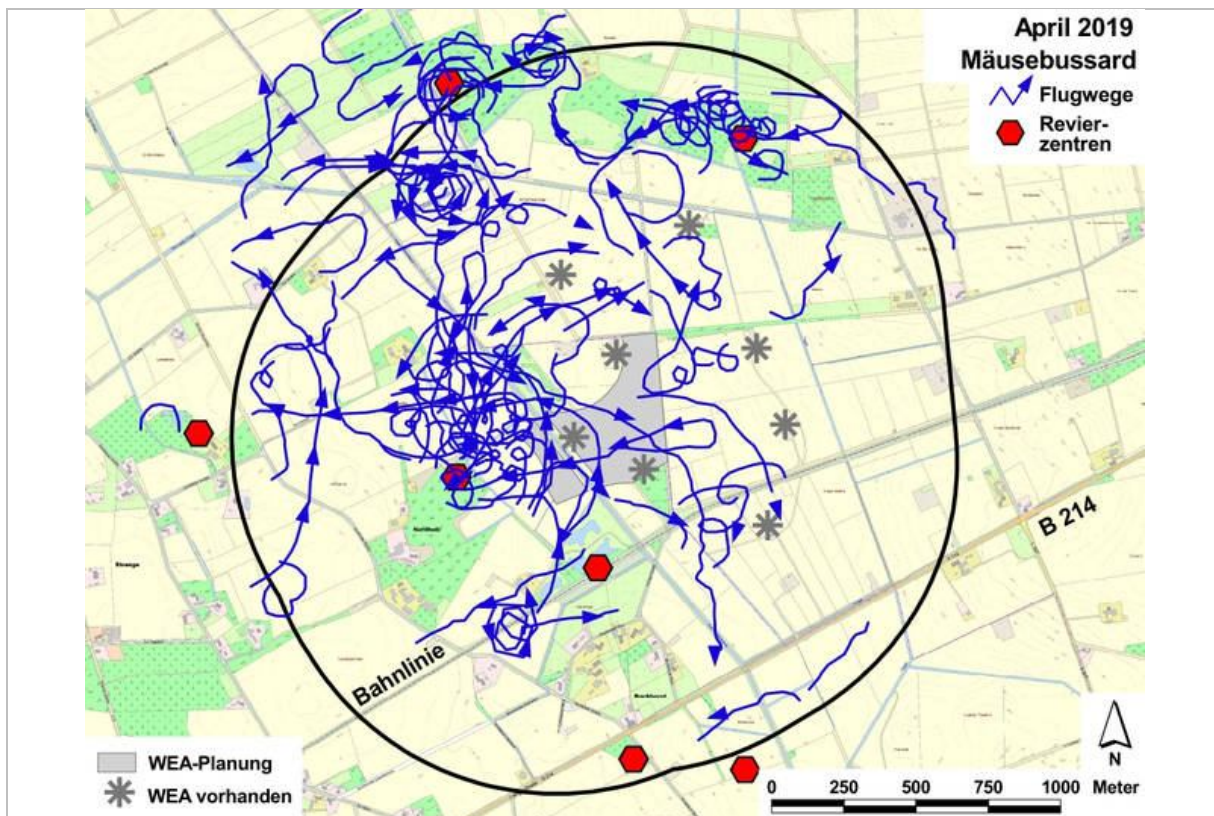 April 2019
Mäusebussard
Flugwege
Revier-
zentren
B 214
Bahnlinie
WEA-Planung
WEA vorhanden
N
0 250 500 750 1000 Meter